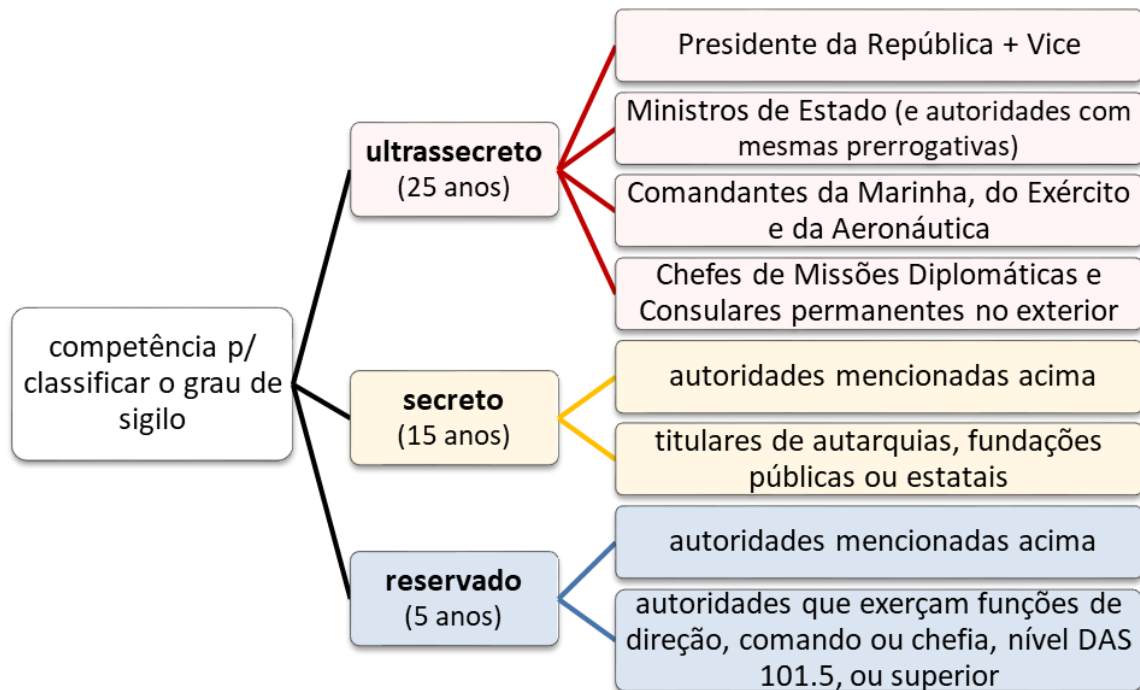 competência p/
classificar o grau de
sigilo
ultrassecreto
(25 anos)
Presidente da República + Vice
Ministros de Estado (e autoridades com
mesmas prerrogativas)
Comandantes da Marinha, do Exército
e da Aeronáutica
Chefes de Missões Diplomáticas e
Consulares permanentes no exterior
secreto
(15 anos)
autoridades mencionadas acima
titulares de autarquias, fundações
públicas ou estatais
reservado
(5 anos)
autoridades mencionadas acima
autoridades que exerçam funções de
direção, comando ou chefia, nível DAS
101.5, ou superior